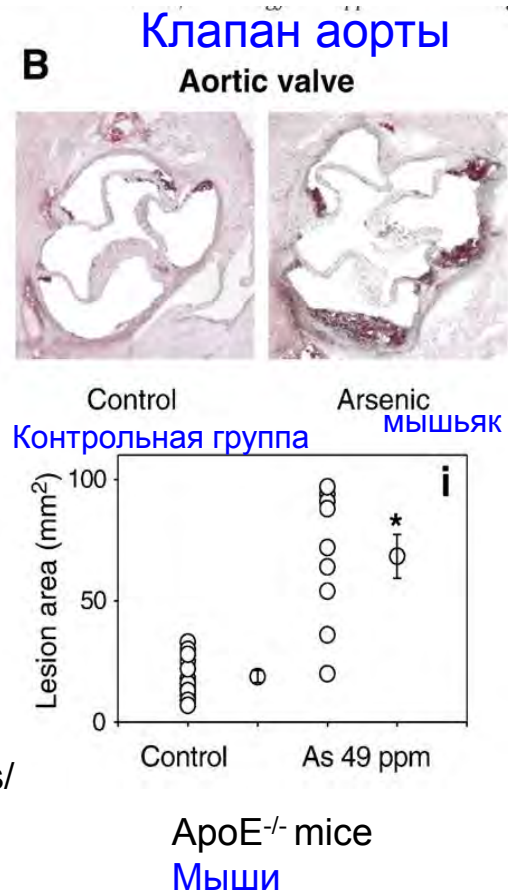 Клапан аорты
B
Aortic valve
Control
Arsenic
Контрольная группа
мышьяк
i
Lesion area (mm²)
100
50
0
*
Control
As 49 ppm
s/
ApoE⁻/⁻ mice
Мыши